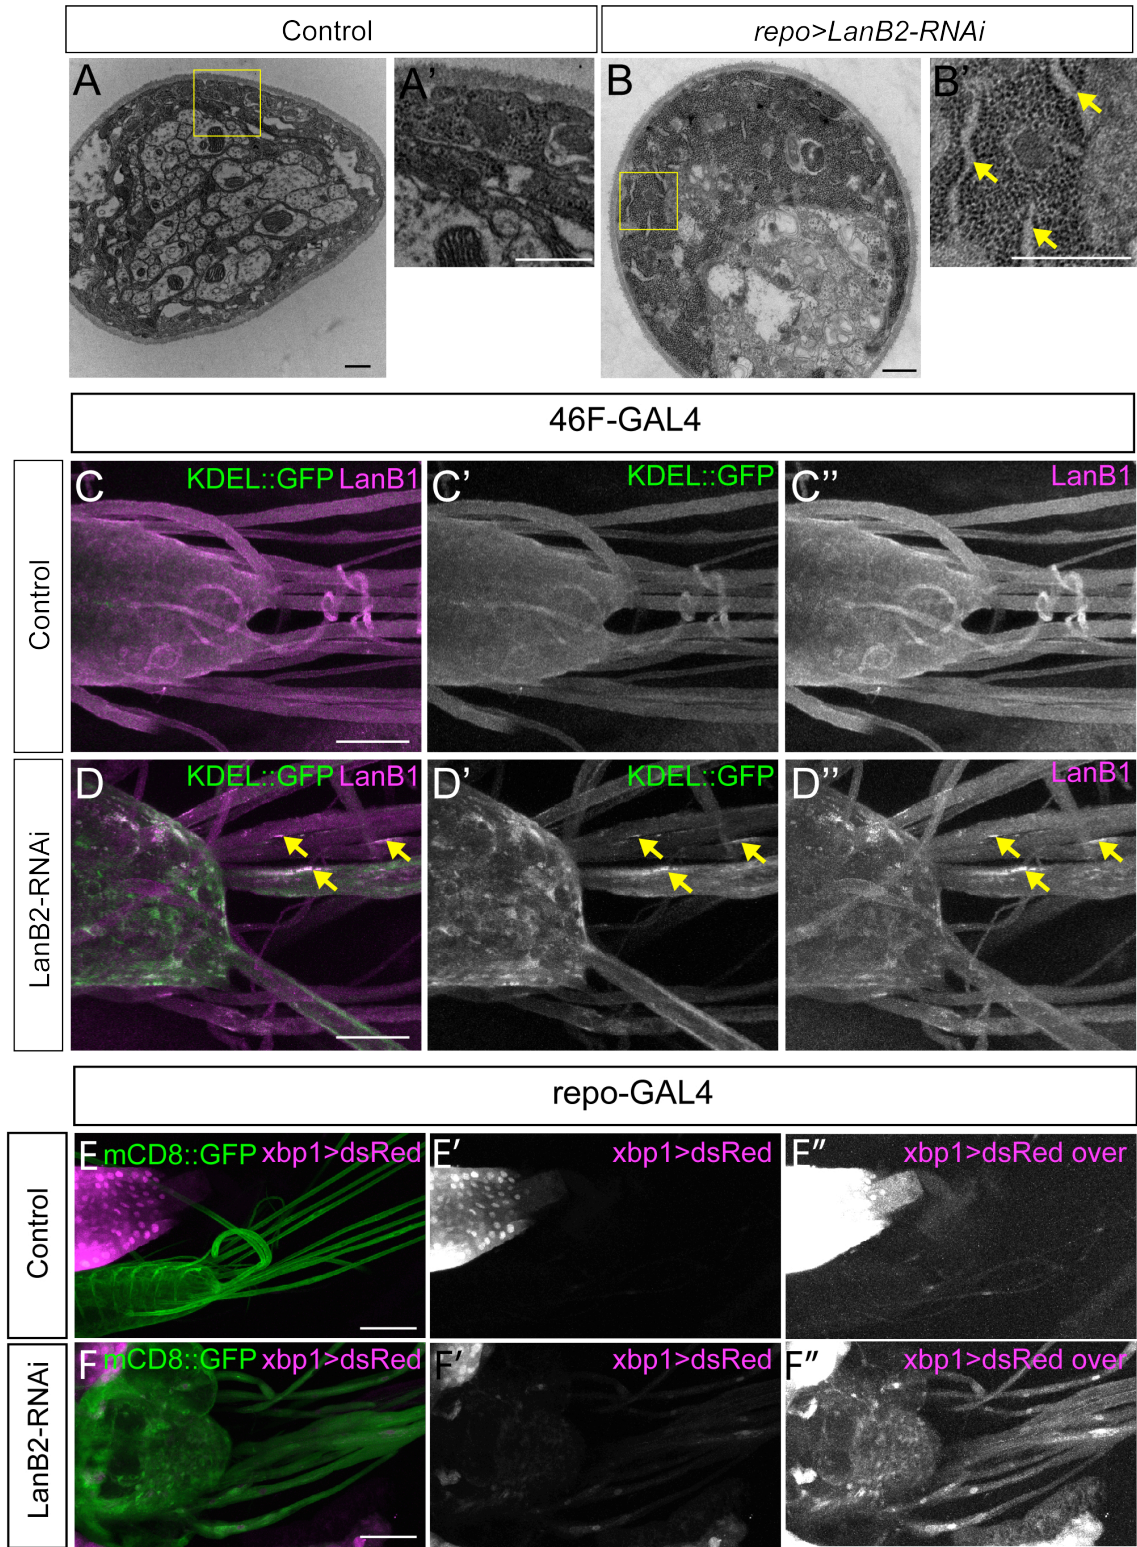 Control
repo>LanB2-RNAi
A
A'
B
B'
46F-GAL4
Control
C
KDEL::GFP LanB1
C'
KDEL::GFP
C''
LanB1
LanB2-RNAi
D
KDEL::GFP LanB1
D'
KDEL::GFP
D''
LanB1
repo-GAL4
Control
E
mCD8::GFP xbp1>dsRed
E'
xbp1>dsRed
E''
xbp1>dsRed over
LanB2-RNAi
F
mCD8::GFP xbp1>dsRed
F'
xbp1>dsRed
F''
xbp1>dsRed over